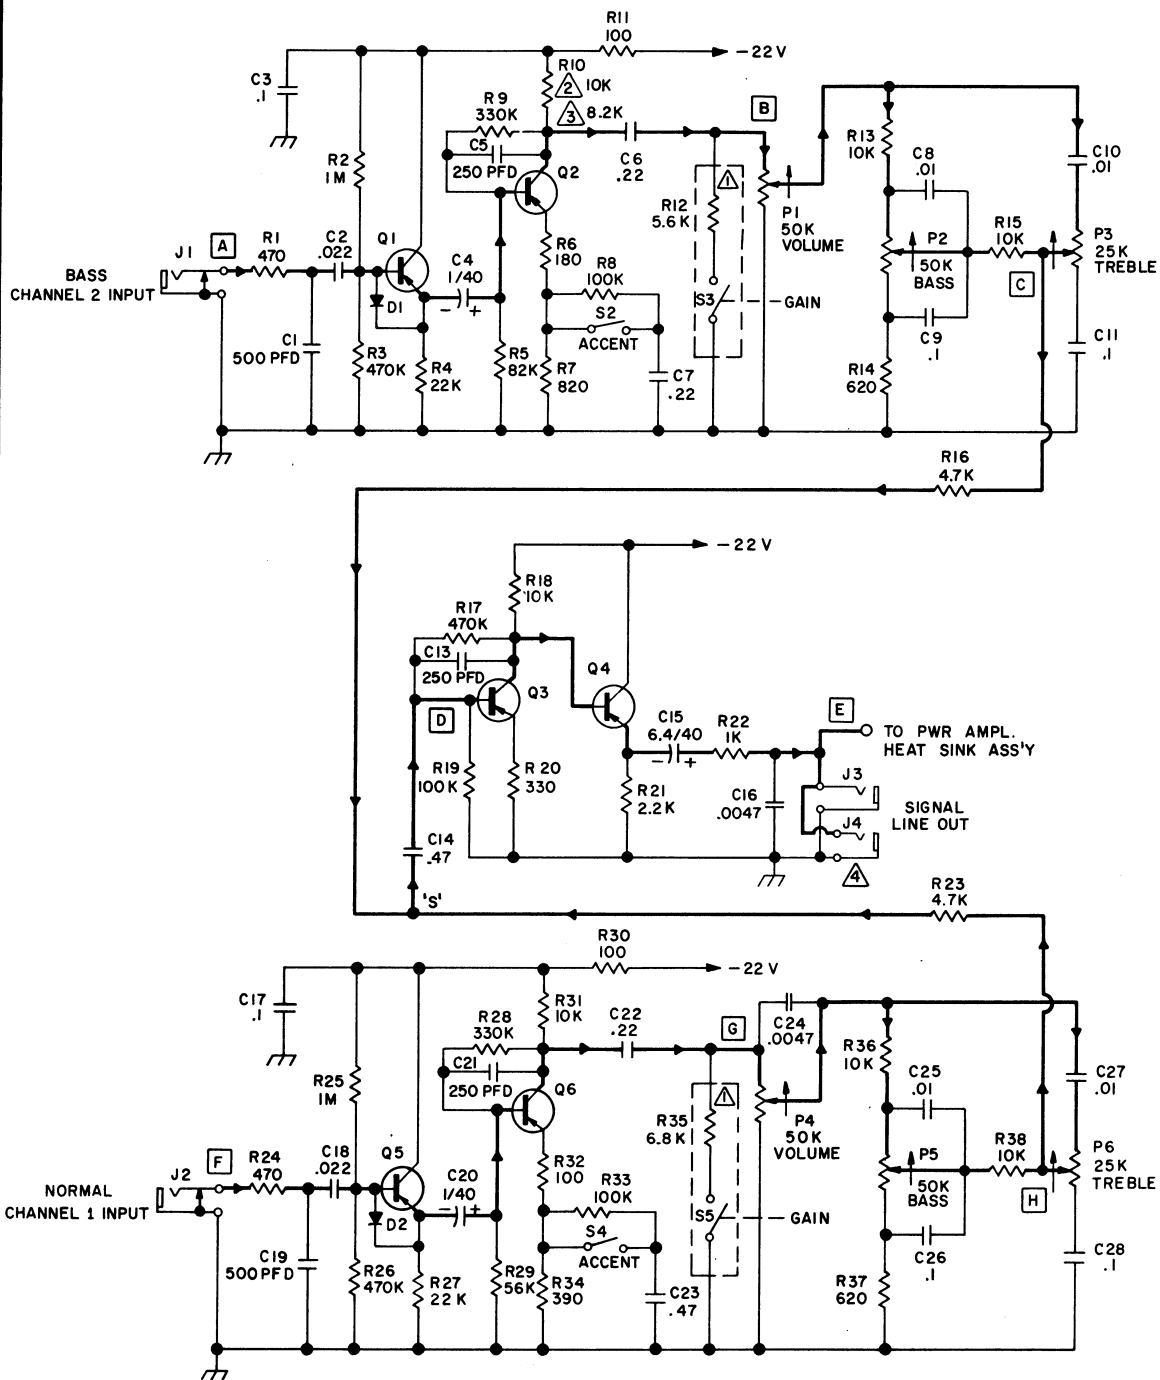 R11
100
-22V
C3
.1
R10
2 10K
3 8.2K
R9
330K
C5
250 PFD
Q2
C6
.22
B
R2
1M
1
R12
5.6K
P1
50K
VOLUME
R13
10K
C8
.01
C10
.01
J1
A
R1
470
C2
.022
Q1
C4
1/40
- +
R6
180
R8
100K
S2
ACCENT
S3
GAIN
P2
50K
BASS
R15
10K
C
P3
25K
TREBLE
BASS
CHANNEL 2 INPUT
D1
C1
500 PFD
R3
470K
R4
22K
R5
82K
R7
820
C7
.22
C9
.1
R14
620
C11
.1
R16
4.7K
-22V
R18
10K
R17
470K
C13
250 PFD
Q3
Q4
D
R19
100K
R20
330
C15
6.4/40
- +
R22
1K
E
TO PWR AMPL.
HEAT SINK ASS'Y
R21
2.2K
C16
.0047
J3
SIGNAL
LINE OUT
J4
4
C14
.47
'S'
R23
4.7K
R30
100
-22V
C17
.1
R31
10K
R28
330K
C21
250 PFD
Q6
C22
.22
G
C24
.0047
R25
1M
1
R35
6.8K
P4
50K
VOLUME
R36
10K
C25
.01
C27
.01
J2
F
R24
470
C18
.022
Q5
C20
1/40
- +
R32
100
R33
100K
S4
ACCENT
S5
GAIN
P5
50K
BASS
R38
10K
H
P6
25K
TREBLE
NORMAL
CHANNEL 1 INPUT
D2
C19
500PFD
R26
470K
R27
22K
R29
56K
R34
390
C23
.47
C26
.1
R37
620
C28
.1